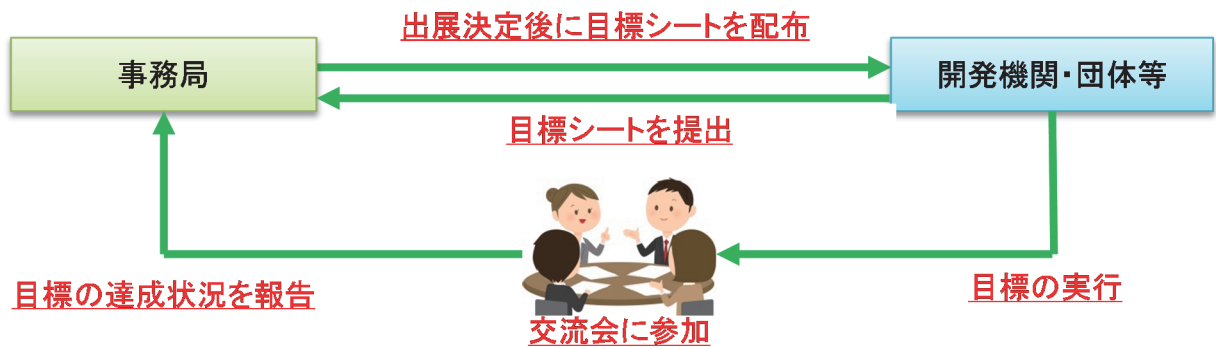 出展決定後に目標シートを配布
事務局
開発機関・団体等
目標シートを提出
目標の達成状況を報告
目標の実行
交流会に参加